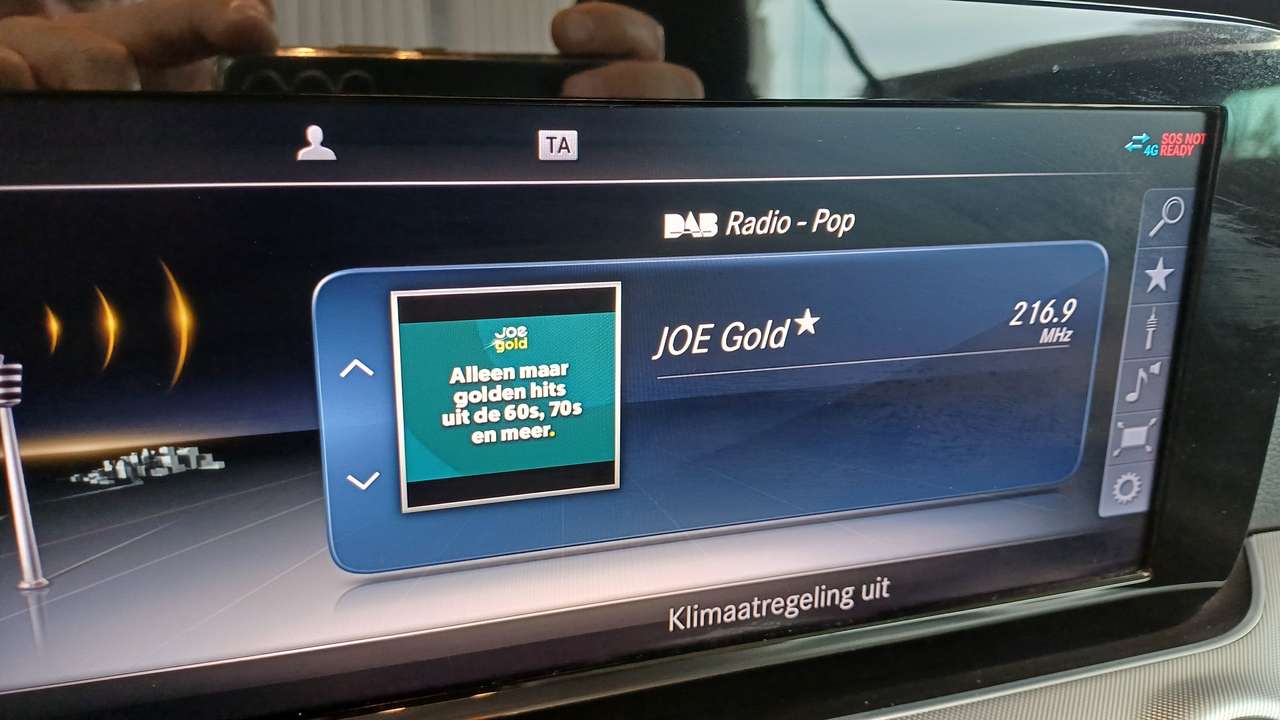 TA
4G SOS NOT READY
DAB Radio - Pop
JOE gold
Alleen maar
golden hits
uit de 60s, 70s
en meer.
JOE Gold
216.9
MHz
Klimaatregeling uit